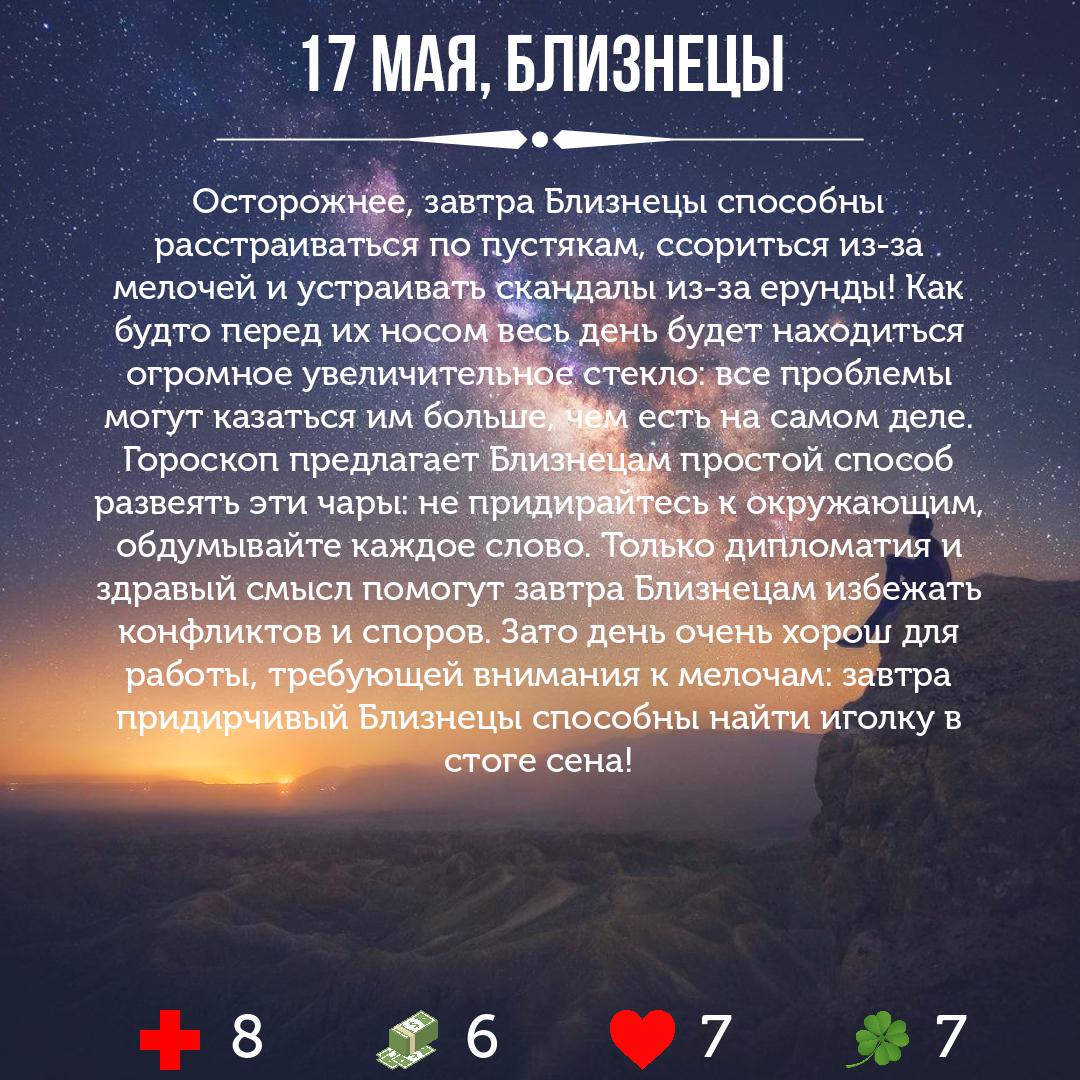 17 МАЯ, БЛИЗНЕЦЫ
Осторожнее, завтра Близнецы способны
расстраиваться по пустякам, ссориться из-за
мелочей и устраивать скандалы из-за ерунды! Как
будто перед их носом весь день будет находиться
огромное увеличительное стекло: все проблемы
могут казаться им больше, чем есть на самом деле.
Гороскоп предлагает Близнецам простой способ
развеять эти чары: не придирайтесь к окружающим,
обдумывайте каждое слово. Только дипломатия и
здравый смысл помогут завтра Близнецам избежать
конфликтов и споров. Зато день очень хорош для
работы, требующей внимания к мелочам: завтра
придирчивый Близнецы способны найти иголку в
стоге сена!
8 6 7 7